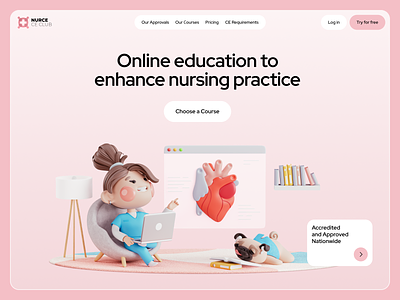 NURCE
CE CLUB
Our Approvals Our Courses Pricing CE Requirements
Log in
Try for free
Online education to
enhance nursing practice
Choose a Course
Accredited
and Approved
Nationwide